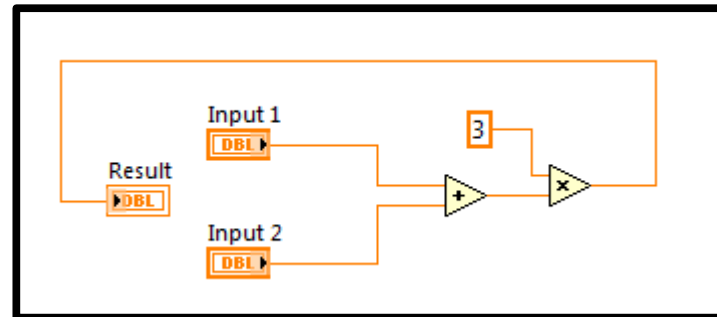 Input 1
DBL
3
+
x
Result
DBL
Input 2
DBL